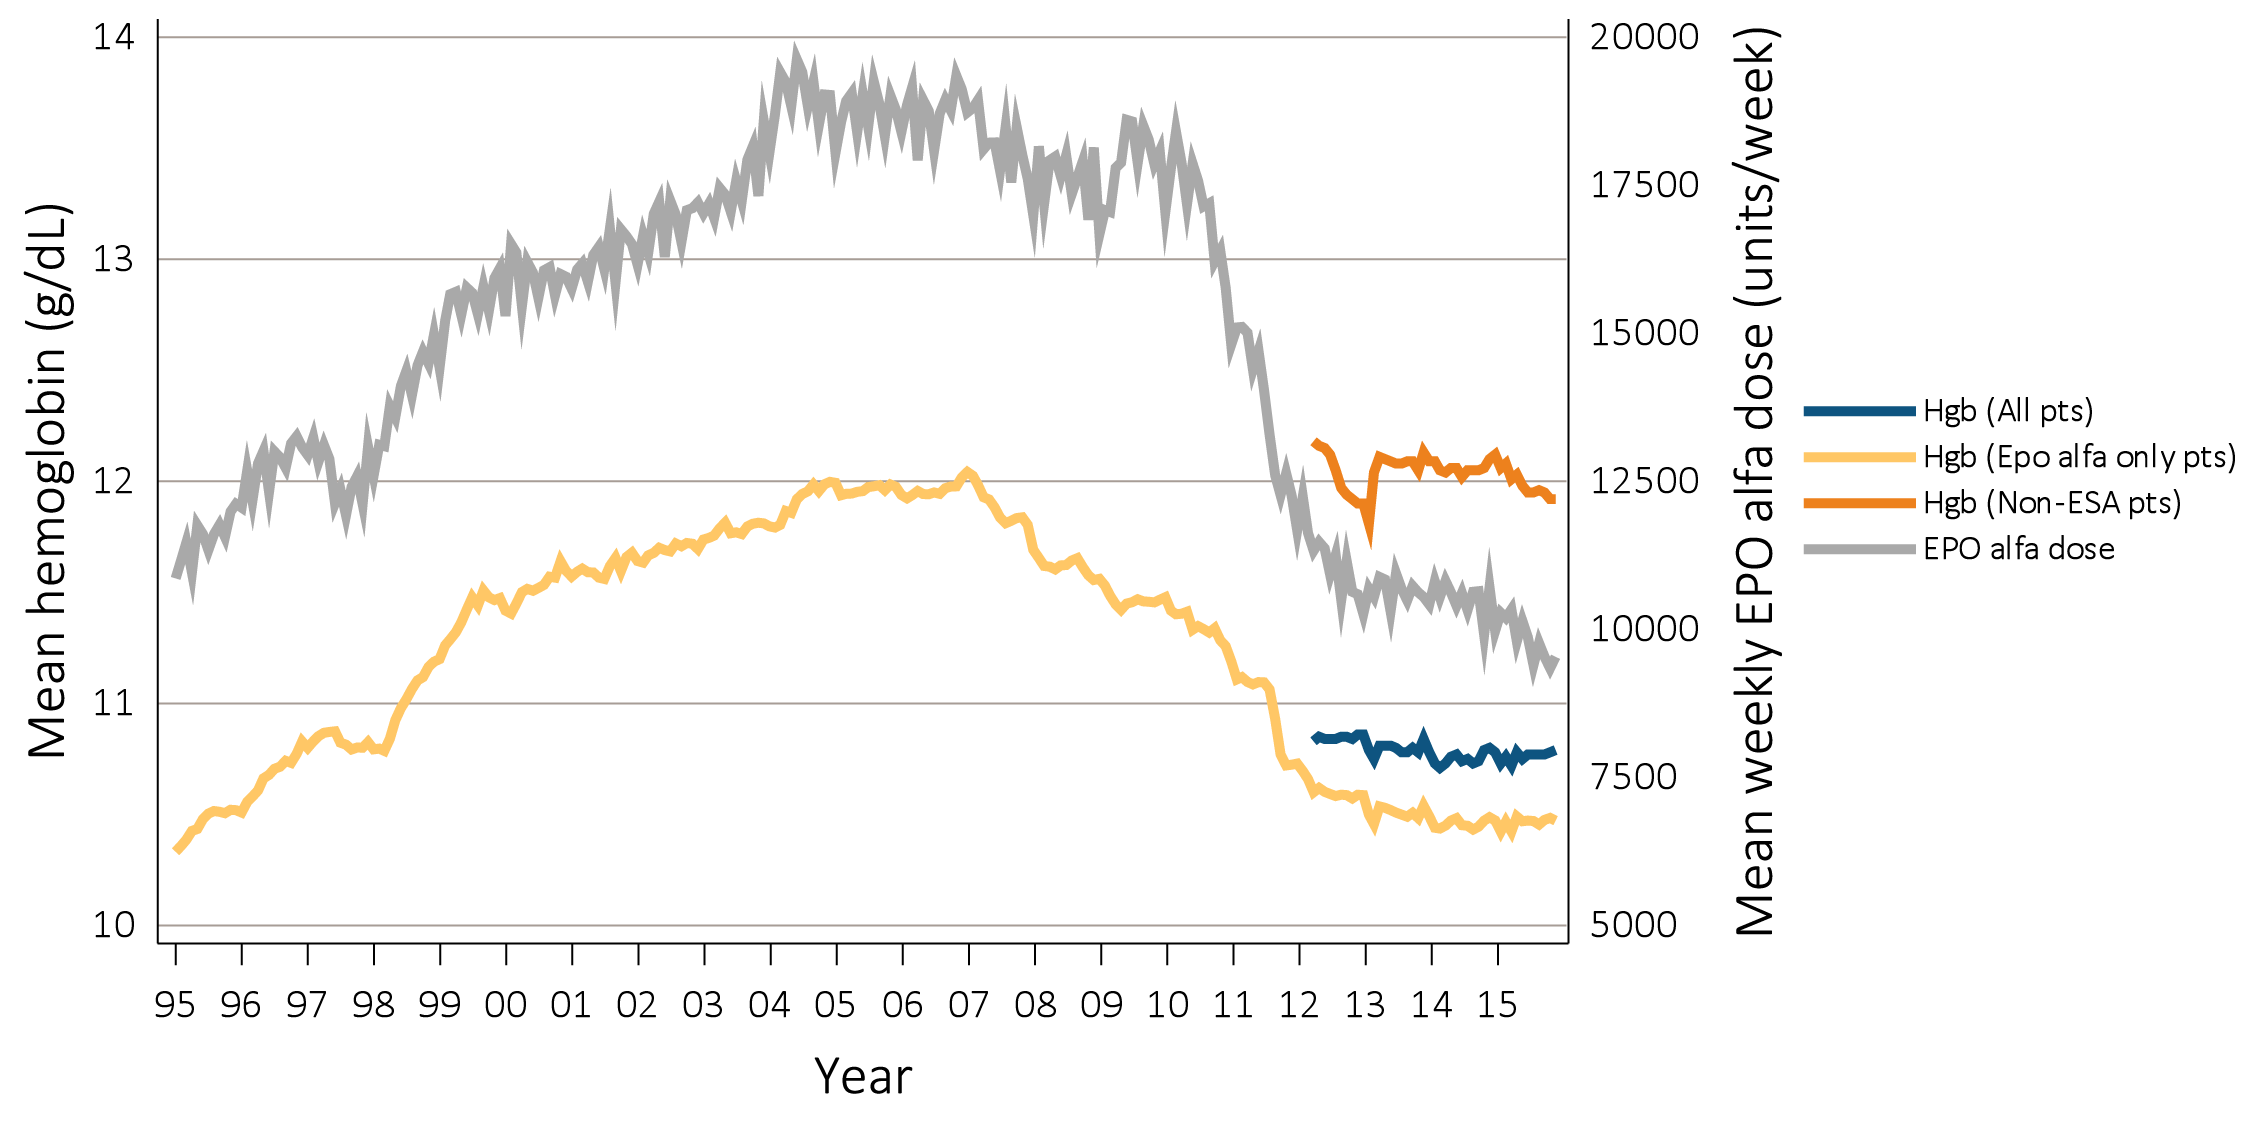 Mean hemoglobin (g/dL)
14
13
12
11
10
20000
17500
15000
12500
10000
7500
5000
Mean weekly EPO alfa dose (units/week)
95 96 97 98 99 00 01 02 03 04 05 06 07 08 09 10 11 12 13 14 15
Year
Hgb (All pts)
Hgb (Epo alfa only pts)
Hgb (Non-ESA pts)
EPO alfa dose